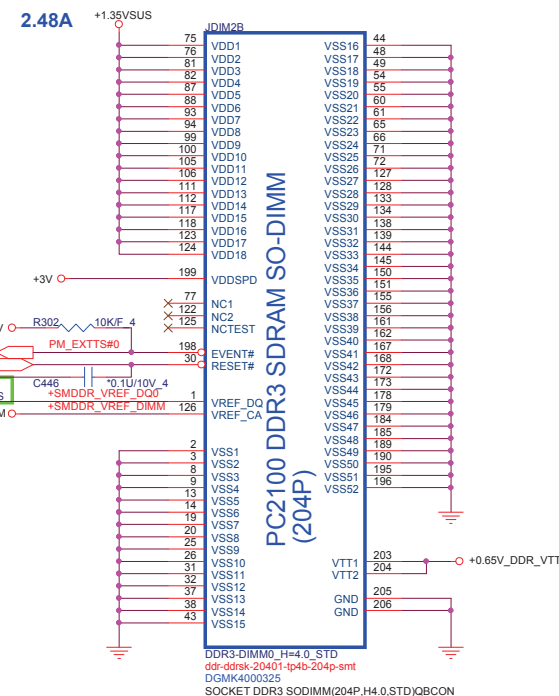 2.48A
+1.35VSUS
JDIM2B
75 VDD1
76 VDD2
81 VDD3
82 VDD4
87 VDD5
88 VDD6
93 VDD7
94 VDD8
99 VDD9
100 VDD10
105 VDD11
106 VDD12
111 VDD13
112 VDD14
117 VDD15
118 VDD16
123 VDD17
124 VDD18
+3V
199 VDDSPD
77 NC1
122 NC2
125 NCTEST
R302 10K/F_4
PM_EXTTS#0
198 EVENT#
30 RESET#
C446 *0.1U/10V_4
+SMDDR_VREF_DQ0
1 VREF_DQ
+SMDDR_VREF_DIMM
126 VREF_CA
2 VSS1
3 VSS2
8 VSS3
9 VSS4
13 VSS5
14 VSS6
19 VSS7
20 VSS8
25 VSS9
26 VSS10
31 VSS11
32 VSS12
37 VSS13
38 VSS14
43 VSS15
PC2100 DDR3 SDRAM SO-DIMM
(204P)
VSS16 44
VSS17 48
VSS18 49
VSS19 54
VSS20 55
VSS21 60
VSS22 61
VSS23 65
VSS24 66
VSS25 71
VSS26 72
VSS27 127
VSS28 128
VSS29 133
VSS30 134
VSS31 138
VSS32 139
VSS33 144
VSS34 145
VSS35 150
VSS36 151
VSS37 155
VSS38 156
VSS39 161
VSS40 162
VSS41 167
VSS42 168
VSS43 172
VSS44 173
VSS45 178
VSS46 179
VSS47 184
VSS48 185
VSS49 189
VSS50 190
VSS51 195
VSS52 196
VTT1 203
VTT2 204
+0.65V_DDR_VTT
GND 205
GND 206
DDR3-DIMM0_H=4.0_STD
ddr-ddrsk-20401-tp4b-204p-smt
DGMK4000325
SOCKET DDR3 SODIMM(204P,H4.0,STD)QBCON